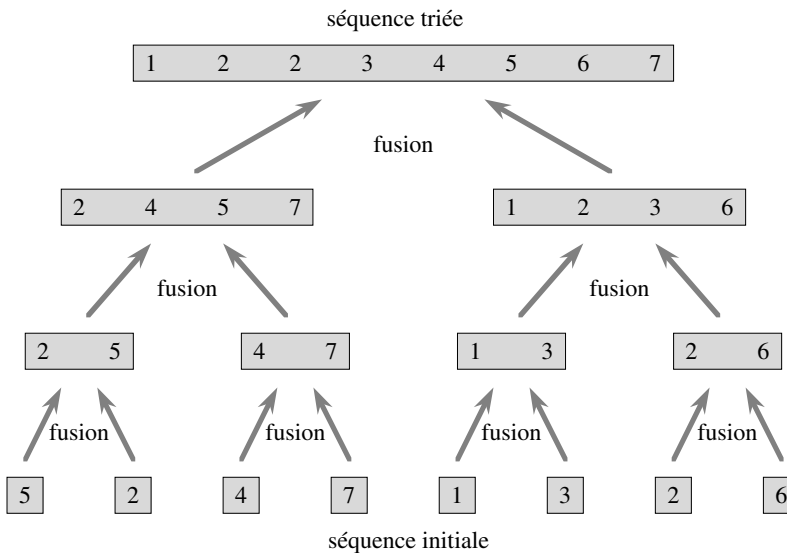 séquence triée
1 2 2 3 4 5 6 7
fusion
2 4 5 7 1 2 3 6
fusion fusion
2 5 4 7 1 3 2 6
fusion fusion fusion fusion
5 2 4 7 1 3 2 6
séquence initiale